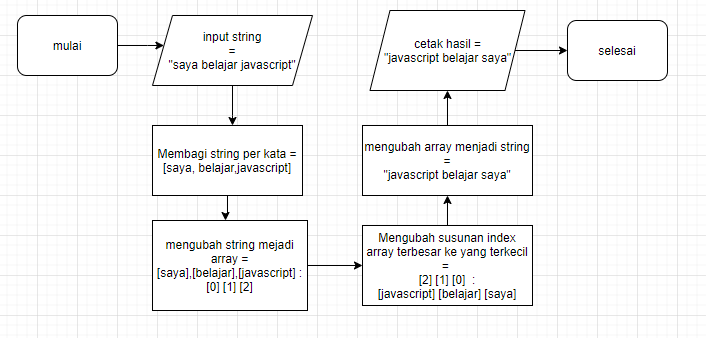 mulai
input string
=
"saya belajar javascript"
Membagi string per kata =
[saya, belajar,javascript]
mengubah string mejadi
array =
[saya],[belajar],[javascript] :
[0] [1] [2]
Mengubah susunan index
array terbesar ke yang terkecil
=
[2] [1] [0] :
[javascript] [belajar] [saya]
mengubah array menjadi string
=
"javascript belajar saya"
cetak hasil =
"javascript belajar saya"
selesai